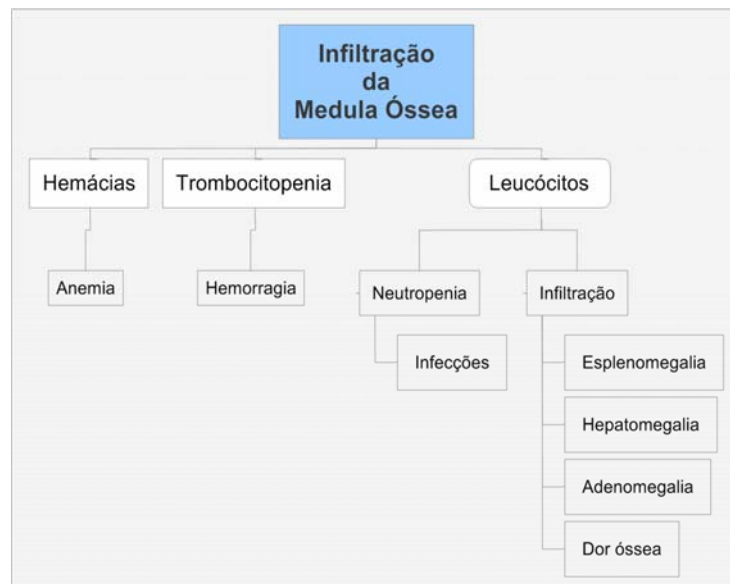 Infiltração
da
Medula Óssea
Hemácias
Trombocitopenia
Leucócitos
Anemia
Hemorragia
Neutropenia
Infiltração
Infecções
Esplenomegalia
Hepatomegalia
Adenomegalia
Dor óssea